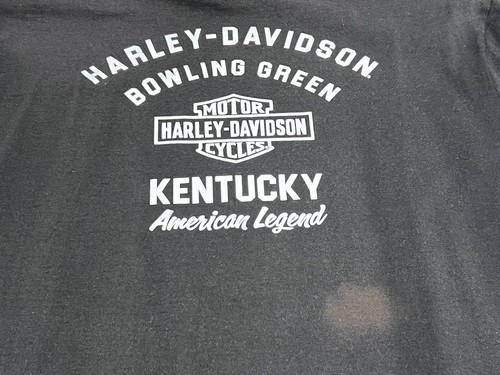 HARLEY-DAVIDSON
BOWLING GREEN
MOTOR
HARLEY-DAVIDSON
CYCLES
KENTUCKY
American Legend